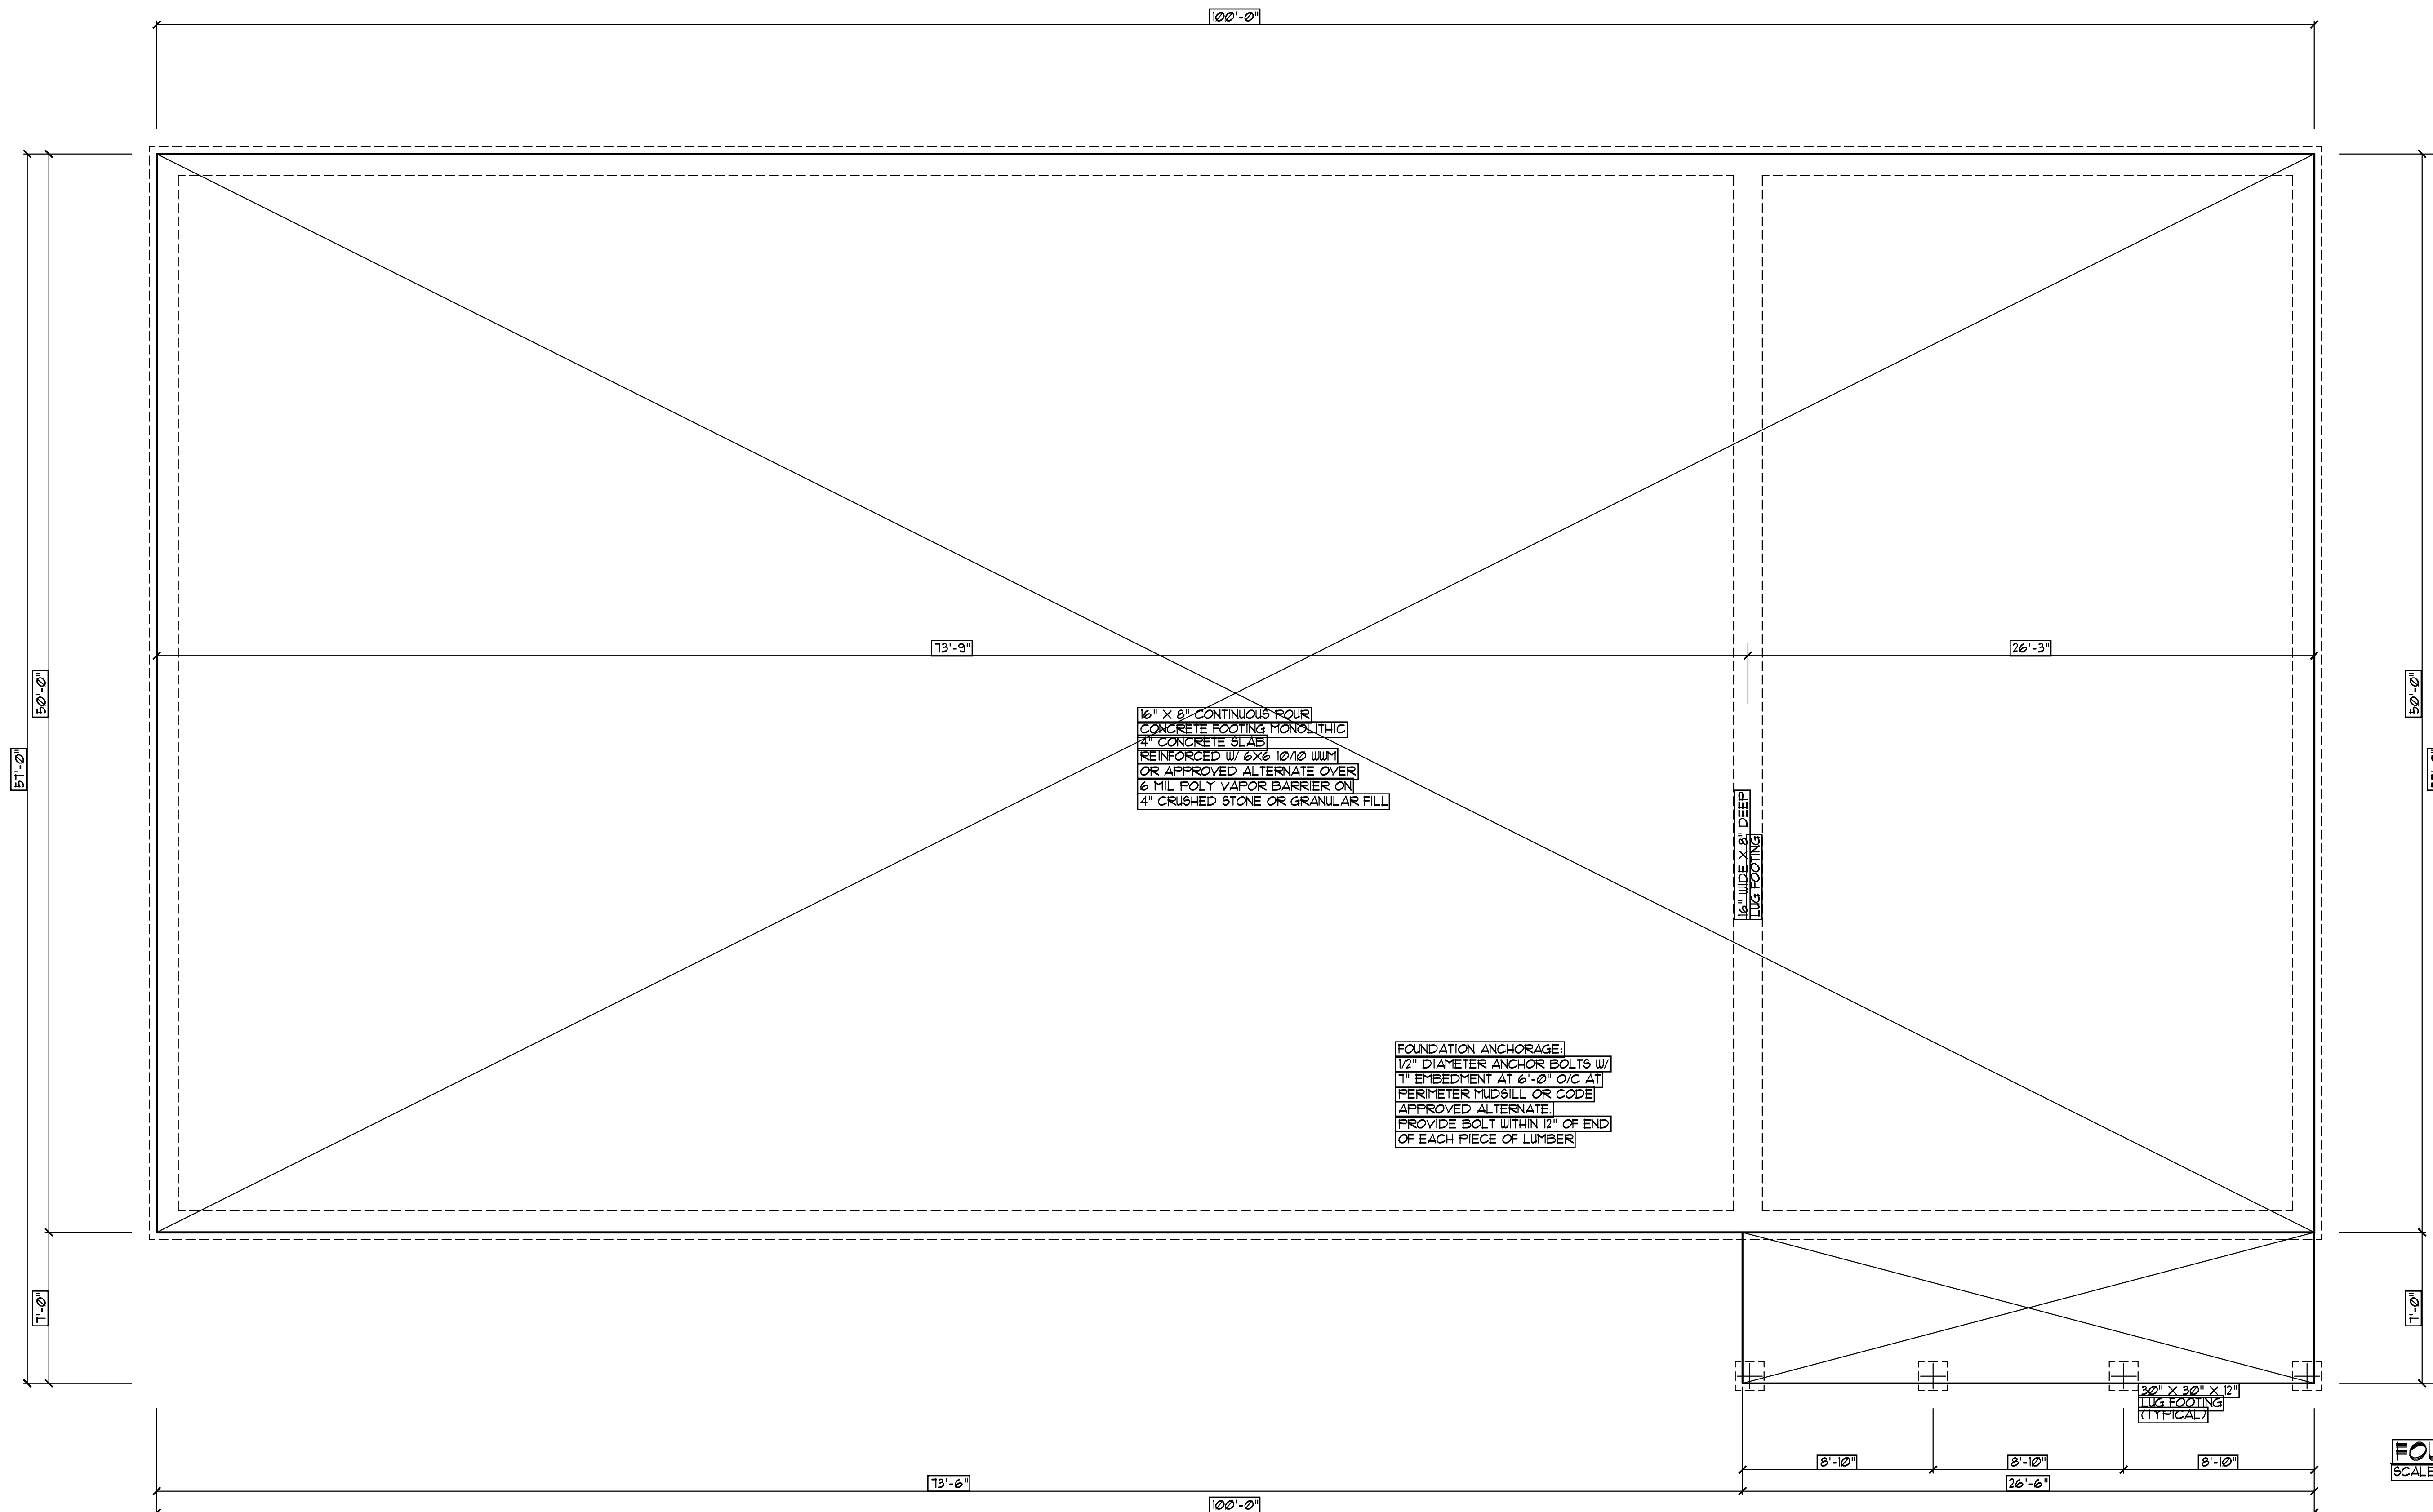 100'-0"
50'-0"
57'-0"
50'-0"
73'-9"
26'-3"
16" X 8" CONTINUOUS POUR
CONCRETE FOOTING MONOLITHIC
4" CONCRETE SLAB
REINFORCED W/ 6X6 10/10 WWM
OR APPROVED ALTERNATE OVER
6 MIL POLY VAPOR BARRIER ON
4" CRUSHED STONE OR GRANULAR FILL
16" WIDE X 8" DEEP
LUG FOOTING
FOUNDATION ANCHORAGE:
1/2" DIAMETER ANCHOR BOLTS W/
7" EMBEDMENT AT 6'-0" O/C AT
PERIMETER MUDSILL OR CODE
APPROVED ALTERNATE.
PROVIDE BOLT WITHIN 12" OF END
OF EACH PIECE OF LUMBER
7'-0"
7'-0"
30" X 30" X 12"
LUG FOOTING
(TYPICAL)
8'-10"
8'-10"
8'-10"
73'-6"
26'-6"
100'-0"
SCALE